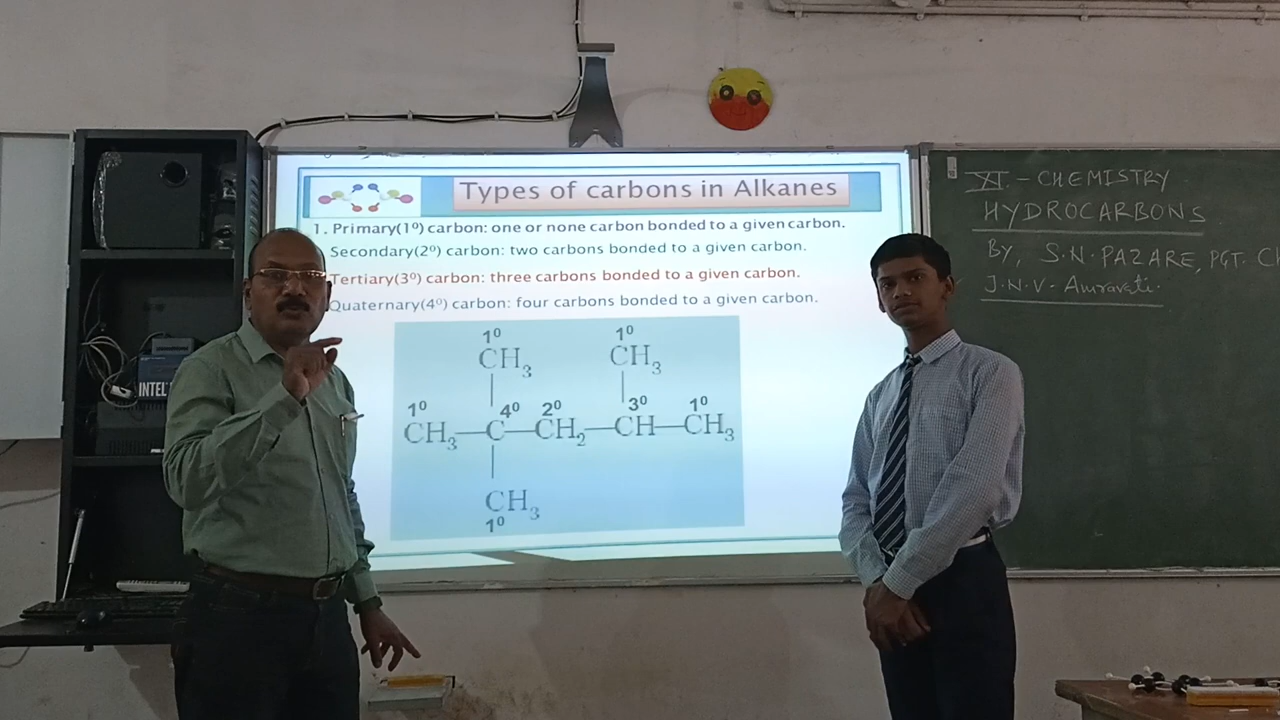 Types of carbons in Alkanes
1. Primary(1⁰) carbon: one or none carbon bonded to a given carbon.
Secondary(2⁰) carbon: two carbons bonded to a given carbon.
Tertiary(3⁰) carbon: three carbons bonded to a given carbon.
Quaternary(4⁰) carbon: four carbons bonded to a given carbon.
1⁰ 1⁰
CH₃ CH₃
1⁰ 4⁰ 2⁰ 3⁰ 1⁰
CH₃—C—CH₂—CH—CH₃
CH₃
1⁰
XI - CHEMISTRY
HYDROCARBONS
BY, S.N. PAZARE, PGT. CH
J.N.V. Amravati.
INTEL